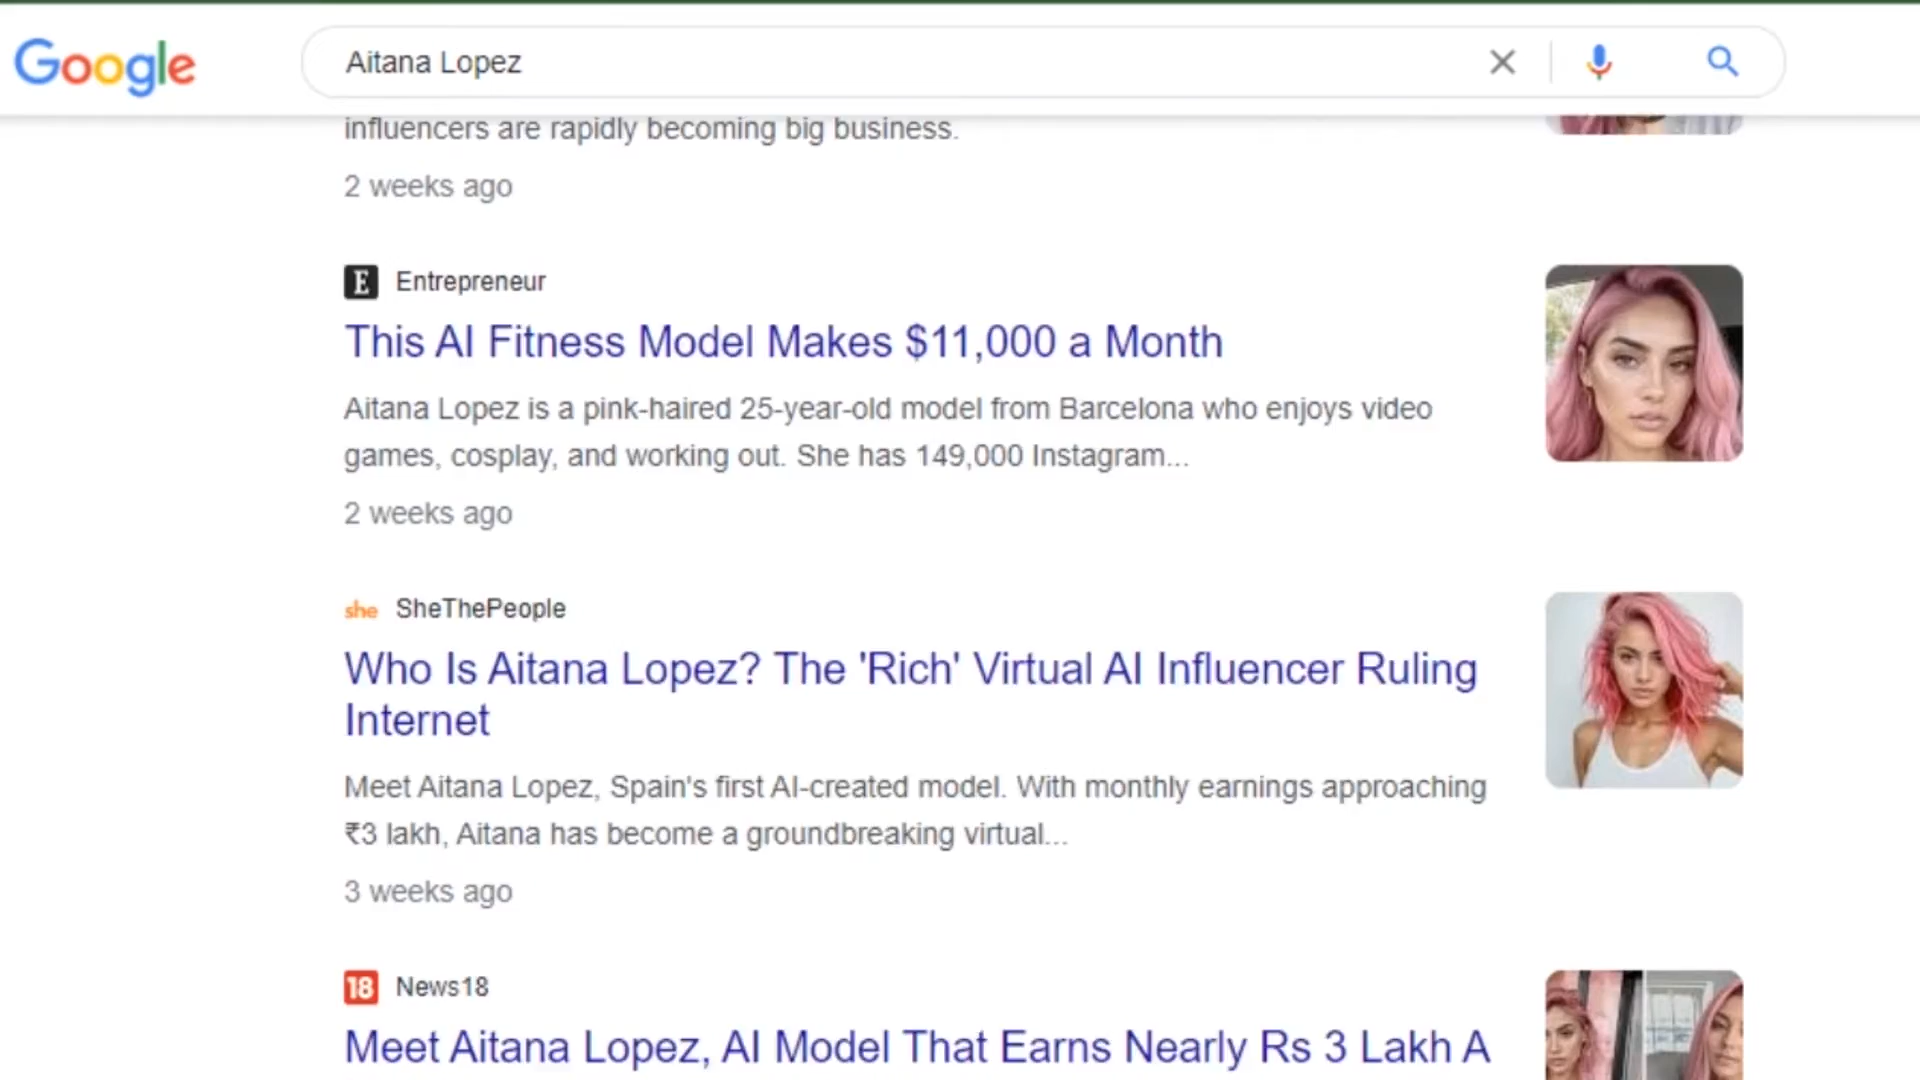 Google
Aitana Lopez
influencers are rapidly becoming big business.
2 weeks ago
E Entrepreneur
This AI Fitness Model Makes $11,000 a Month
Aitana Lopez is a pink-haired 25-year-old model from Barcelona who enjoys video
games, cosplay, and working out. She has 149,000 Instagram...
2 weeks ago
she SheThePeople
Who Is Aitana Lopez? The 'Rich' Virtual AI Influencer Ruling
Internet
Meet Aitana Lopez, Spain's first AI-created model. With monthly earnings approaching
₹3 lakh, Aitana has become a groundbreaking virtual...
3 weeks ago
18 News18
Meet Aitana Lopez, AI Model That Earns Nearly Rs 3 Lakh A